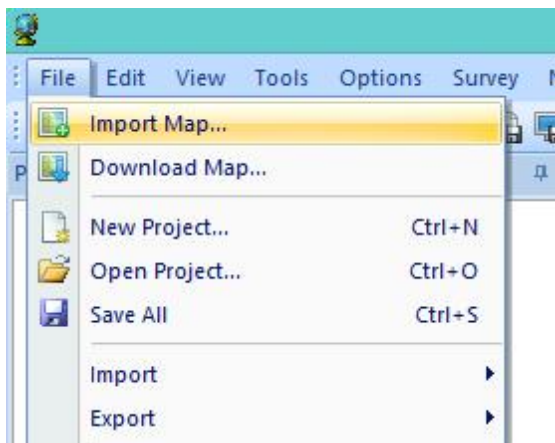 File Edit View Tools Options Survey
Import Map...
Download Map...
New Project... Ctrl+N
Open Project... Ctrl+O
Save All Ctrl+S
Import
Export